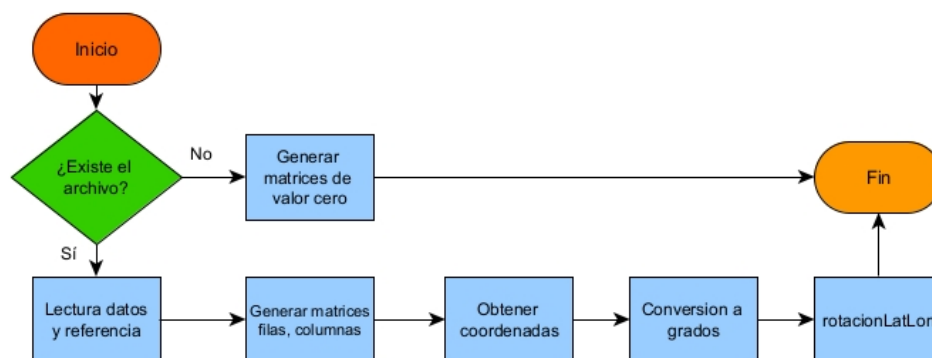 Inicio
¿Existe el
archivo?
No
Generar
matrices de
valor cero
Fin
Sí
Lectura datos
y referencia
Generar matrices
filas, columnas
Obtener
coordenadas
Conversion a
grados
rotacionLatLon